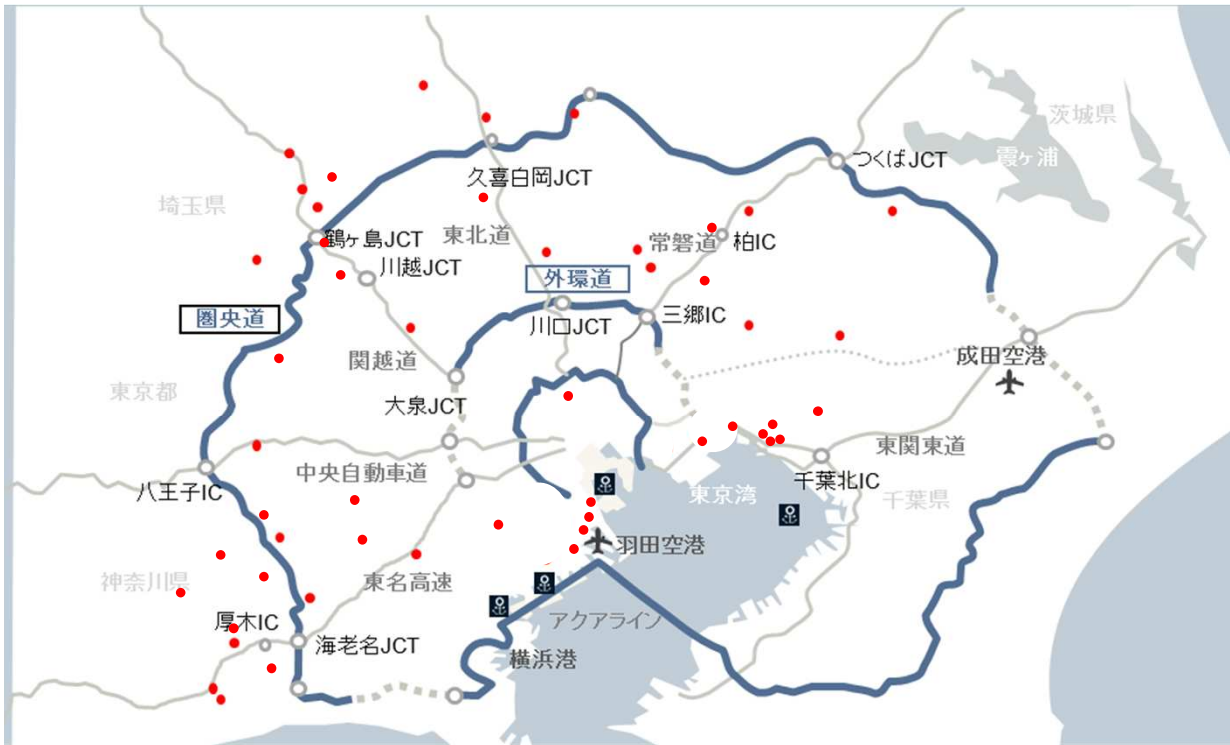 茨城県
霞ヶ浦
つくばJCT
久喜白岡JCT
埼玉県
東北道
常磐道
柏IC
鶴ヶ島JCT
川越JCT
外環道
圏央道
川口JCT
三郷IC
関越道
成田空港
東京都
大泉JCT
東関東道
中央自動車道
千葉北IC
八王子IC
東京湾
千葉県
羽田空港
神奈川県
東名高速
厚木IC
アクアライン
海老名JCT
横浜港